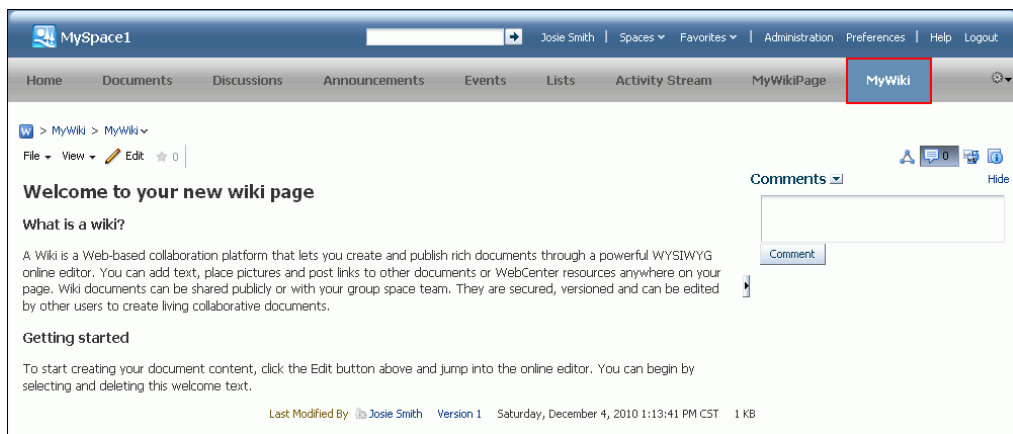 MySpace1
Josie Smith | Spaces Favorites | Administration Preferences | Help Logout
Home Documents Discussions Announcements Events Lists Activity Stream MyWikiPage MyWiki
W > MyWiki > MyWiki
File View Edit 0
0
Comments Hide
Welcome to your new wiki page
What is a wiki?
A Wiki is a Web-based collaboration platform that lets you create and publish rich documents through a powerful WYSIWYG
online editor. You can add text, place pictures and post links to other documents or WebCenter resources anywhere on your
page. Wiki documents can be shared publicly or with your group space team. They are secured, versioned and can be edited
by other users to create living collaborative documents.
Comment
Getting started
To start creating your document content, click the Edit button above and jump into the online editor. You can begin by
selecting and deleting this welcome text.
Last Modified By Josie Smith Version 1 Saturday, December 4, 2010 1:13:41 PM CST 1 KB